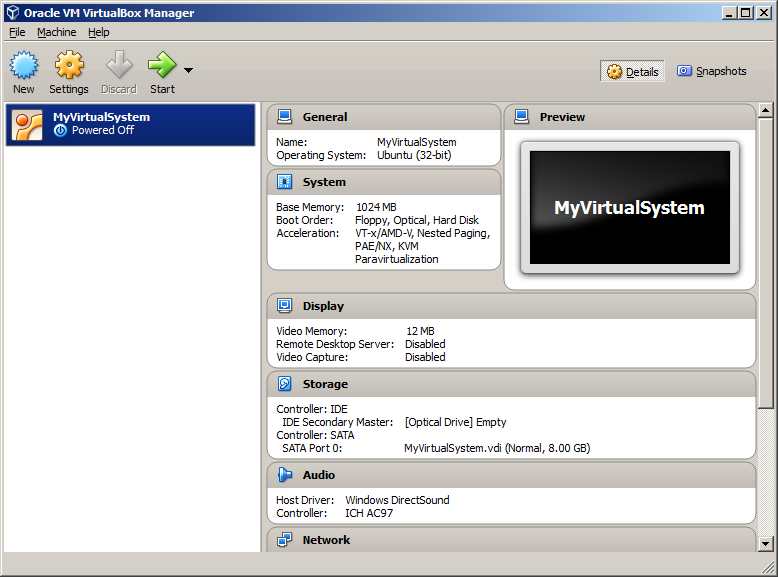 Oracle VM VirtualBox Manager
File Machine Help
New Settings Discard Start Details Snapshots
MyVirtualSystem
Powered Off
General
Name: MyVirtualSystem
Operating System: Ubuntu (32-bit)
System
Base Memory: 1024 MB
Boot Order: Floppy, Optical, Hard Disk
Acceleration: VT-x/AMD-V, Nested Paging,
PAE/NX, KVM
Paravirtualization
Preview
MyVirtualSystem
Display
Video Memory: 12 MB
Remote Desktop Server: Disabled
Video Capture: Disabled
Storage
Controller: IDE
IDE Secondary Master: [Optical Drive] Empty
Controller: SATA
SATA Port 0: MyVirtualSystem.vdi (Normal, 8.00 GB)
Audio
Host Driver: Windows DirectSound
Controller: ICH AC97
Network